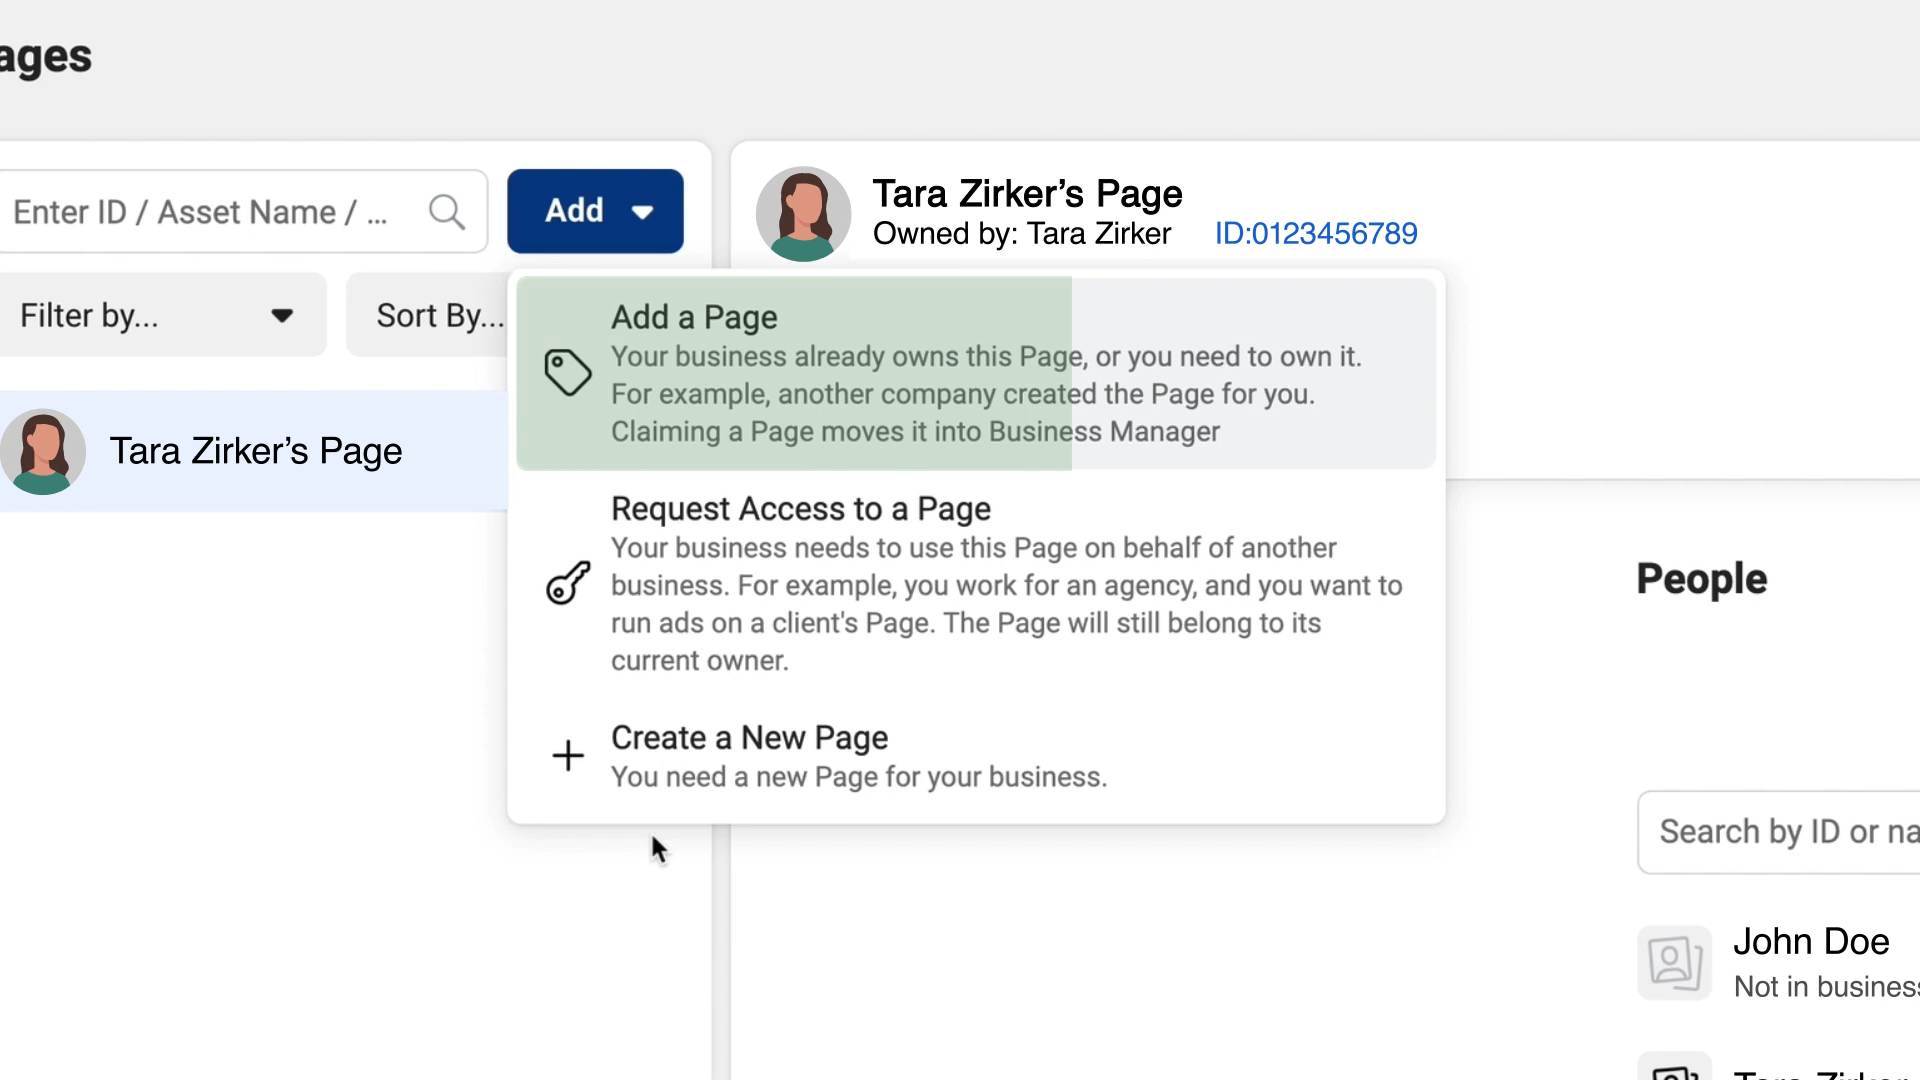 ages
Enter ID / Asset Name / ...
Add
Tara Zirker’s Page
Owned by: Tara Zirker ID:0123456789
Filter by...
Sort By...
Tara Zirker’s Page
Add a Page
Your business already owns this Page, or you need to own it.
For example, another company created the Page for you.
Claiming a Page moves it into Business Manager
Request Access to a Page
Your business needs to use this Page on behalf of another
business. For example, you work for an agency, and you want to
run ads on a client's Page. The Page will still belong to its
current owner.
Create a New Page
You need a new Page for your business.
People
Search by ID or na
John Doe
Not in business
Tara Zirker